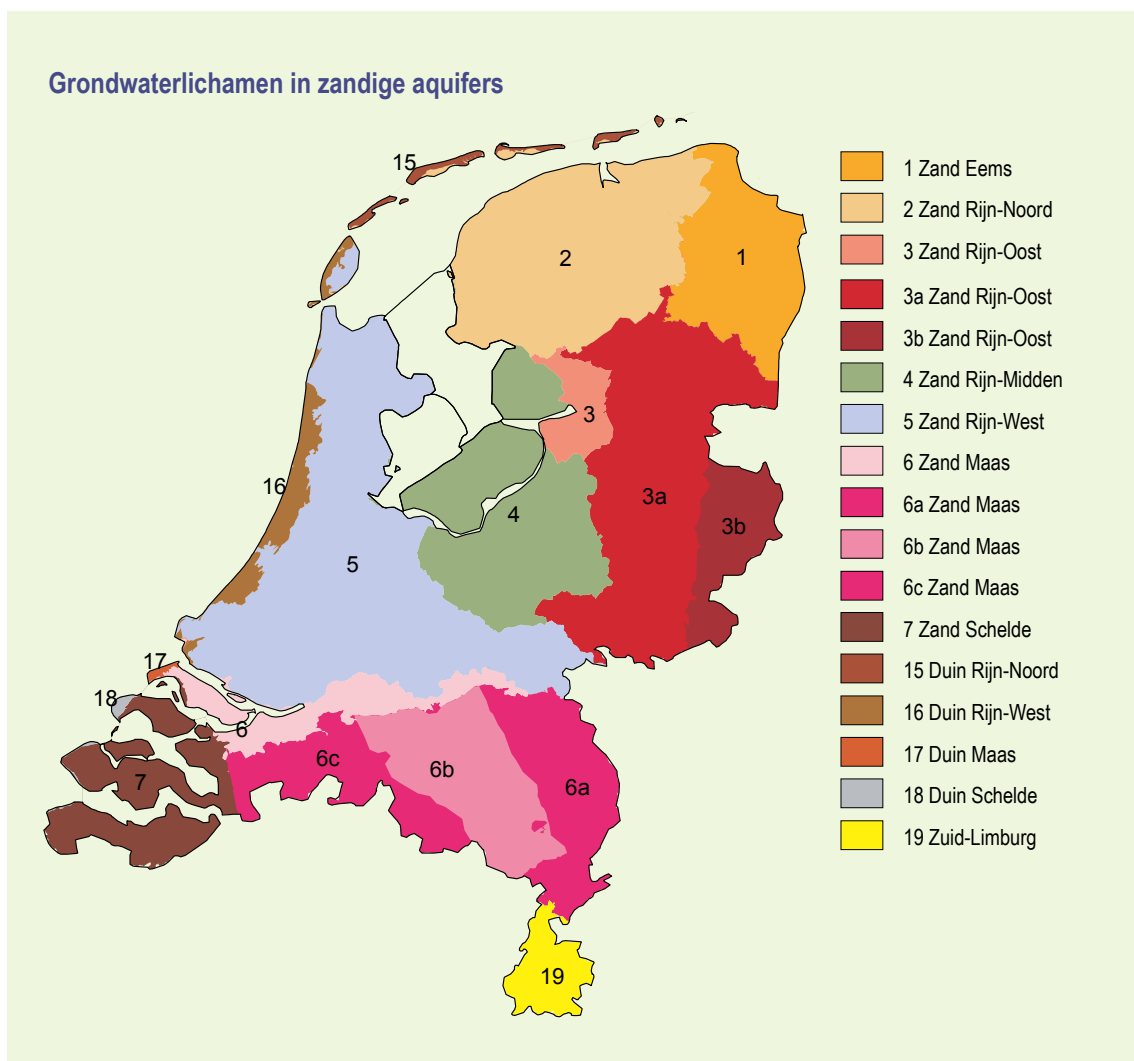 Grondwaterlichamen in zandige aquifers
15
2
1
3
16
3a
4
3b
5
17
18
6
6c
6b
6a
7
19
1 Zand Eems
2 Zand Rijn-Noord
3 Zand Rijn-Oost
3a Zand Rijn-Oost
3b Zand Rijn-Oost
4 Zand Rijn-Midden
5 Zand Rijn-West
6 Zand Maas
6a Zand Maas
6b Zand Maas
6c Zand Maas
7 Zand Schelde
15 Duin Rijn-Noord
16 Duin Rijn-West
17 Duin Maas
18 Duin Schelde
19 Zuid-Limburg